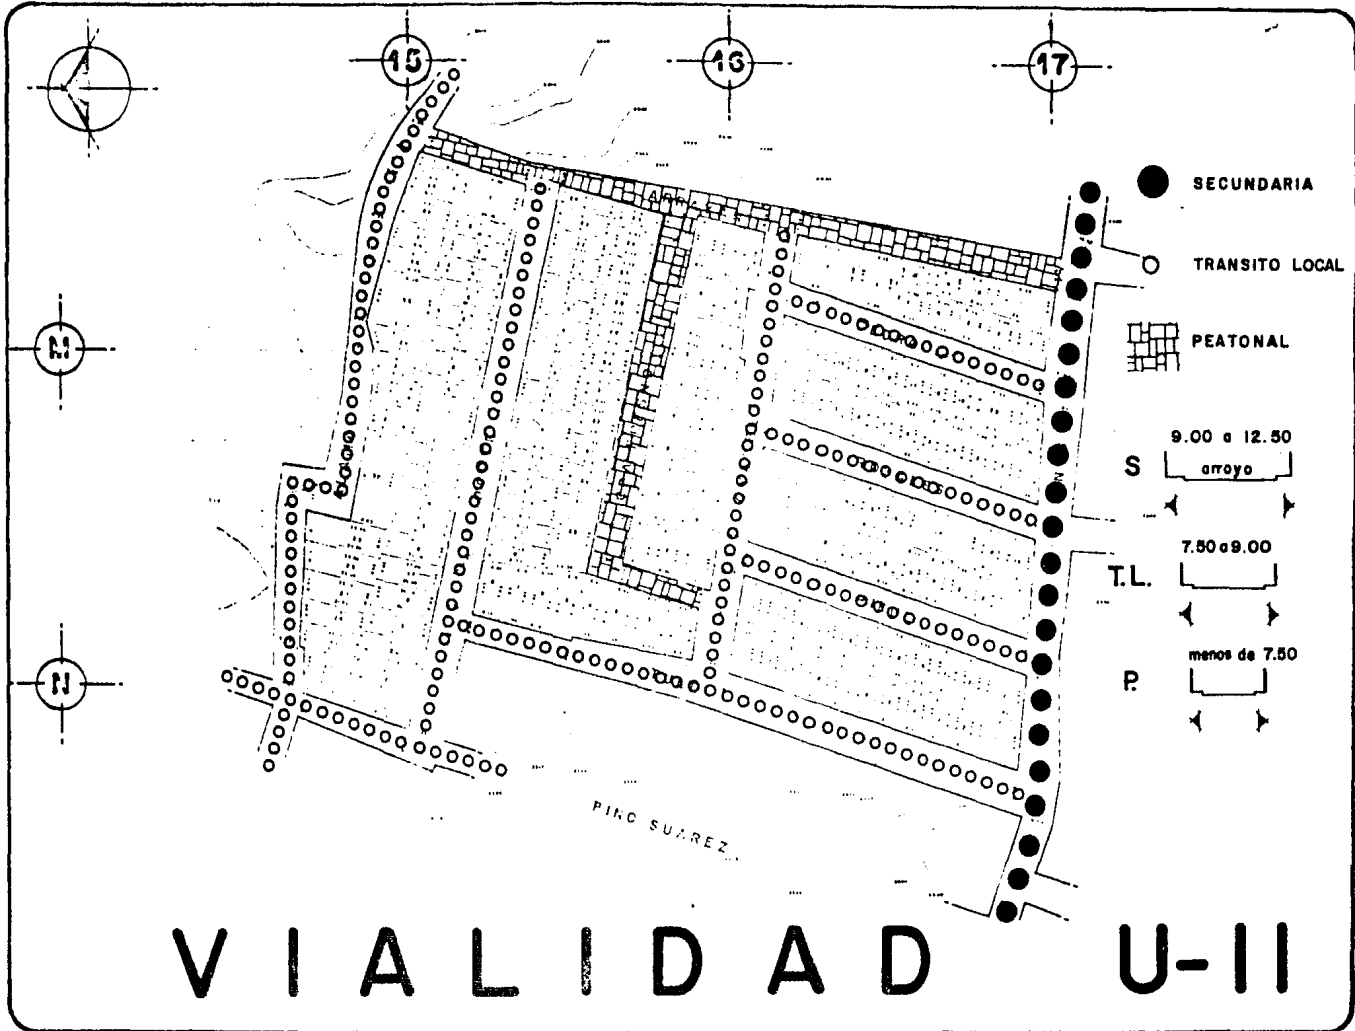 15
16
17
SECUNDARIA
TRANSITO LOCAL
M
PEATONAL
9.00 a 12.50
S
arroyo
7.50 a 9.00
T.L.
menos de 7.50
N
P.
PINO SUAREZ
VIALIDAD U-II